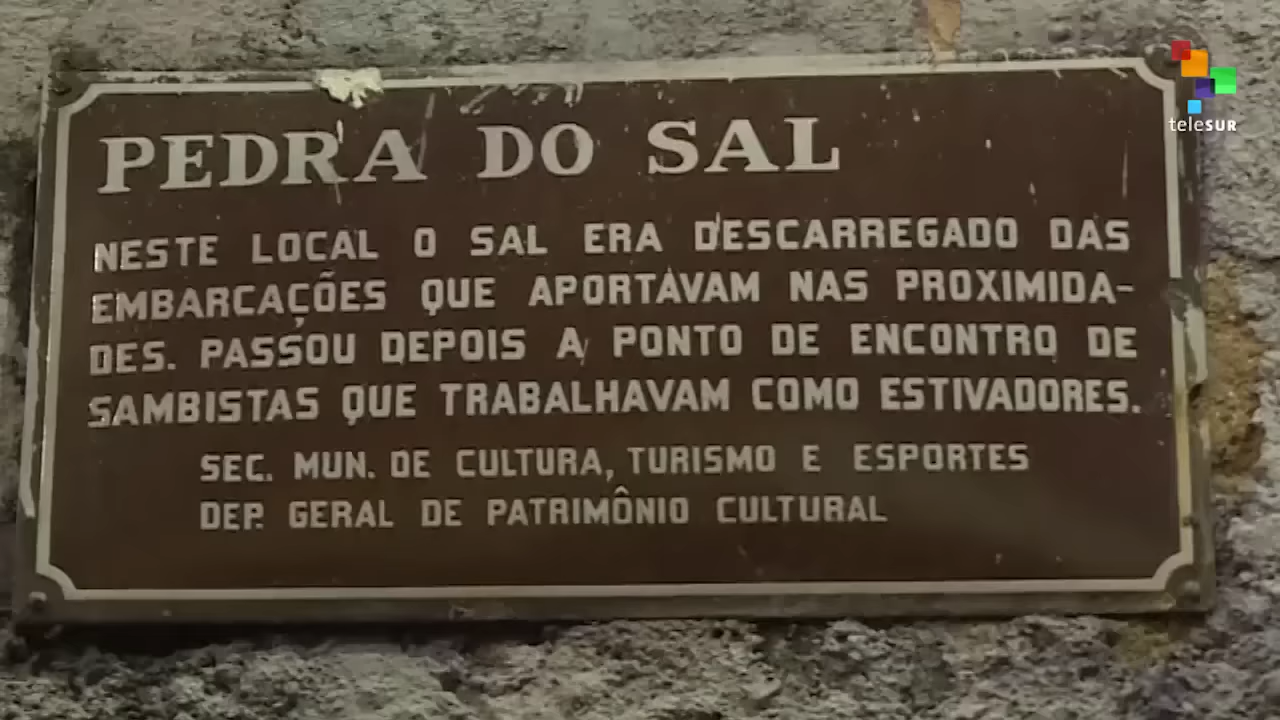 PEDRA DO SAL
NESTE LOCAL O SAL ERA DESCARREGADO DAS
EMBARCAÇÕES QUE APORTAVAM NAS PROXIMIDA-
DES. PASSOU DEPOIS A PONTO DE ENCONTRO DE
SAMBISTAS QUE TRABALHAVAM COMO ESTIVADORES.
SEC. MUN. DE CULTURA, TURISMO E ESPORTES
DEP. GERAL DE PATRIMÔNIO CULTURAL
teleSUR